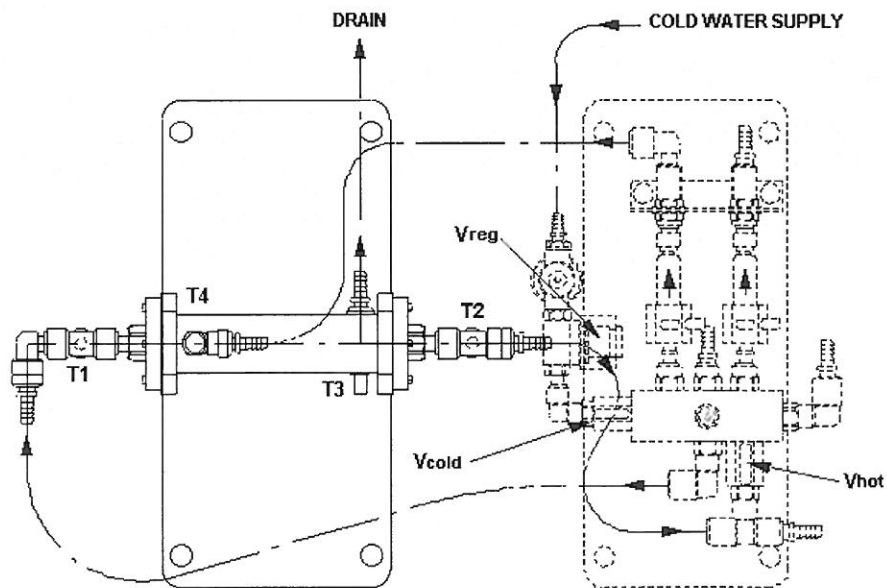 DRAIN
COLD WATER SUPPLY
Vreg
T4
T2
T1
T3
Vcold
Vhot